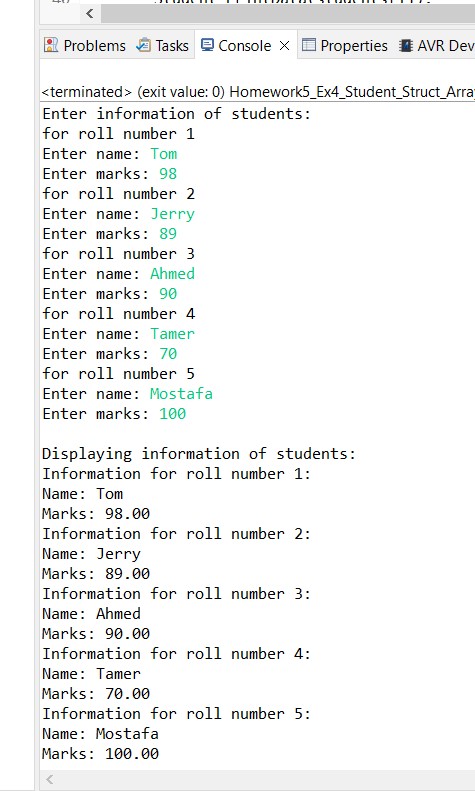 Problems Tasks Console Properties AVR Dev
<terminated> (exit value: 0) Homework5_Ex4_Student_Struct_Array
Enter information of students:
for roll number 1
Enter name: Tom
Enter marks: 98
for roll number 2
Enter name: Jerry
Enter marks: 89
for roll number 3
Enter name: Ahmed
Enter marks: 90
for roll number 4
Enter name: Tamer
Enter marks: 70
for roll number 5
Enter name: Mostafa
Enter marks: 100
Displaying information of students:
Information for roll number 1:
Name: Tom
Marks: 98.00
Information for roll number 2:
Name: Jerry
Marks: 89.00
Information for roll number 3:
Name: Ahmed
Marks: 90.00
Information for roll number 4:
Name: Tamer
Marks: 70.00
Information for roll number 5:
Name: Mostafa
Marks: 100.00